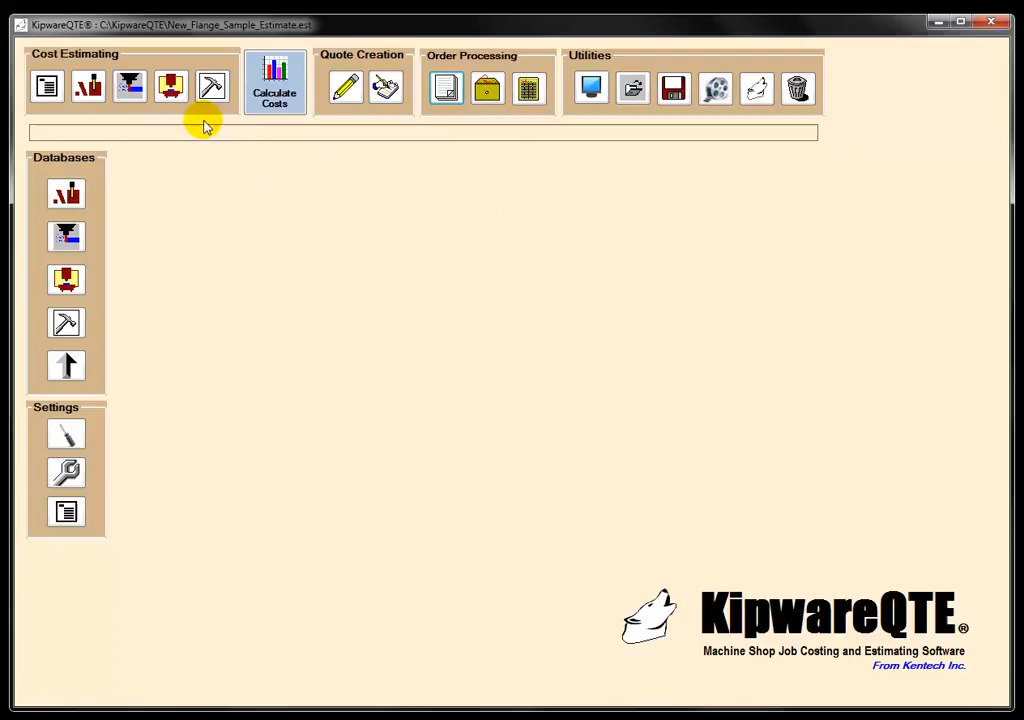 KipwareQTE® : C:\KipwareQTE\New_Flange_Sample_Estimate.est
Cost Estimating
Calculate
Costs
Quote Creation
Order Processing
Utilities
Databases
Settings
KipwareQTE®
Machine Shop Job Costing and Estimating Software
From Kentech Inc.